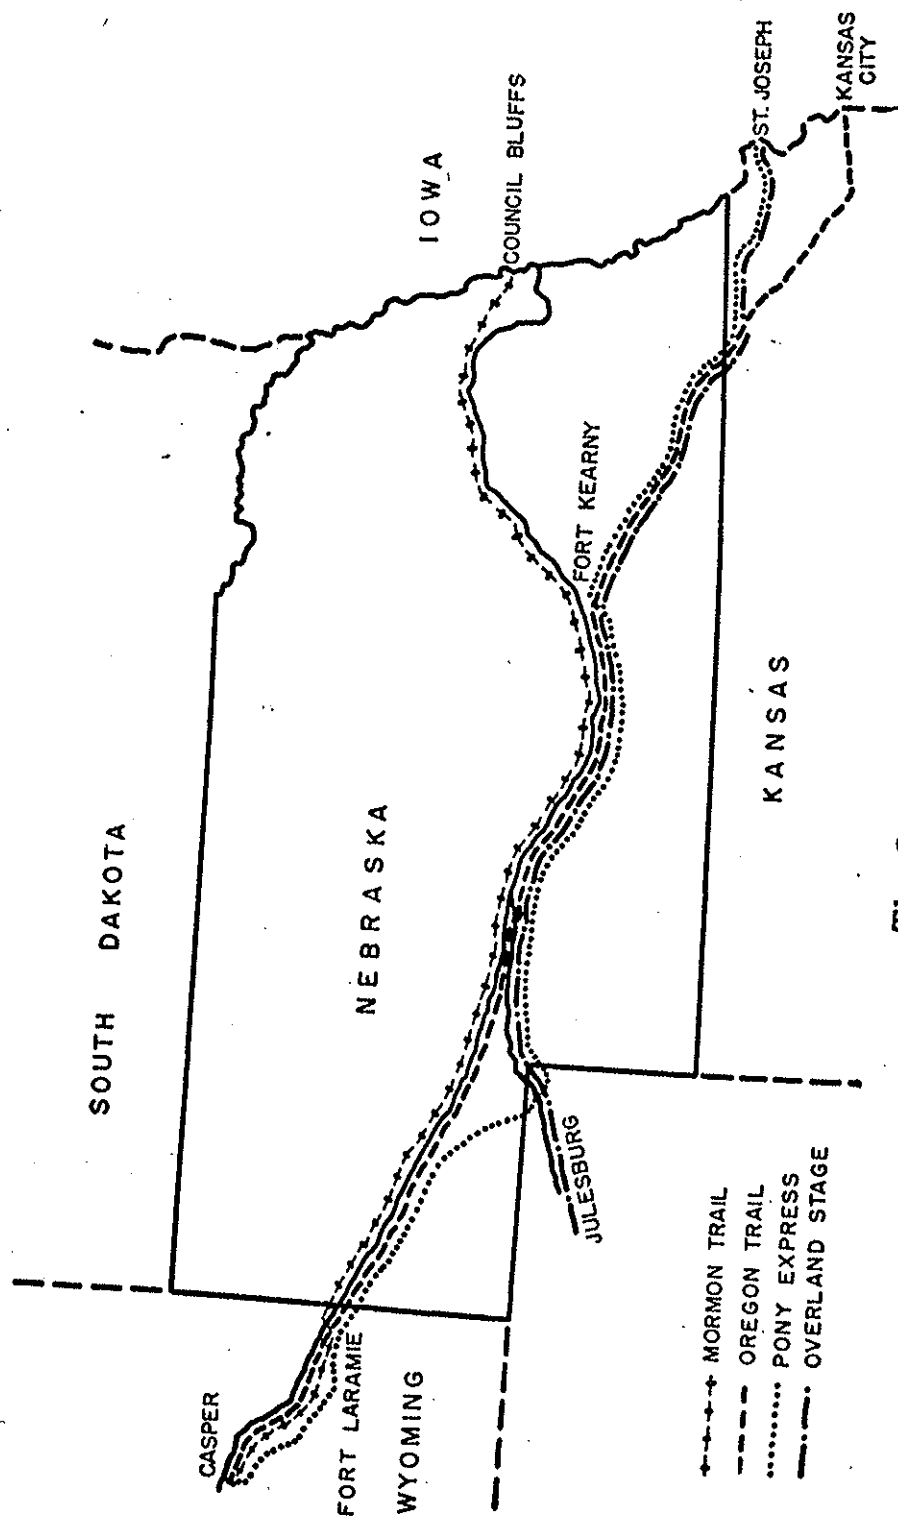 SOUTH DAKOTA
IOWA
COUNCIL BLUFFS
NEBRASKA
FORT KEARNY
ST. JOSEPH
KANSAS
CITY
KANSAS
CASPER
FORT LARAMIE
WYOMING
JULESBURG
MORMON TRAIL
OREGON TRAIL
PONY EXPRESS
OVERLAND STAGE